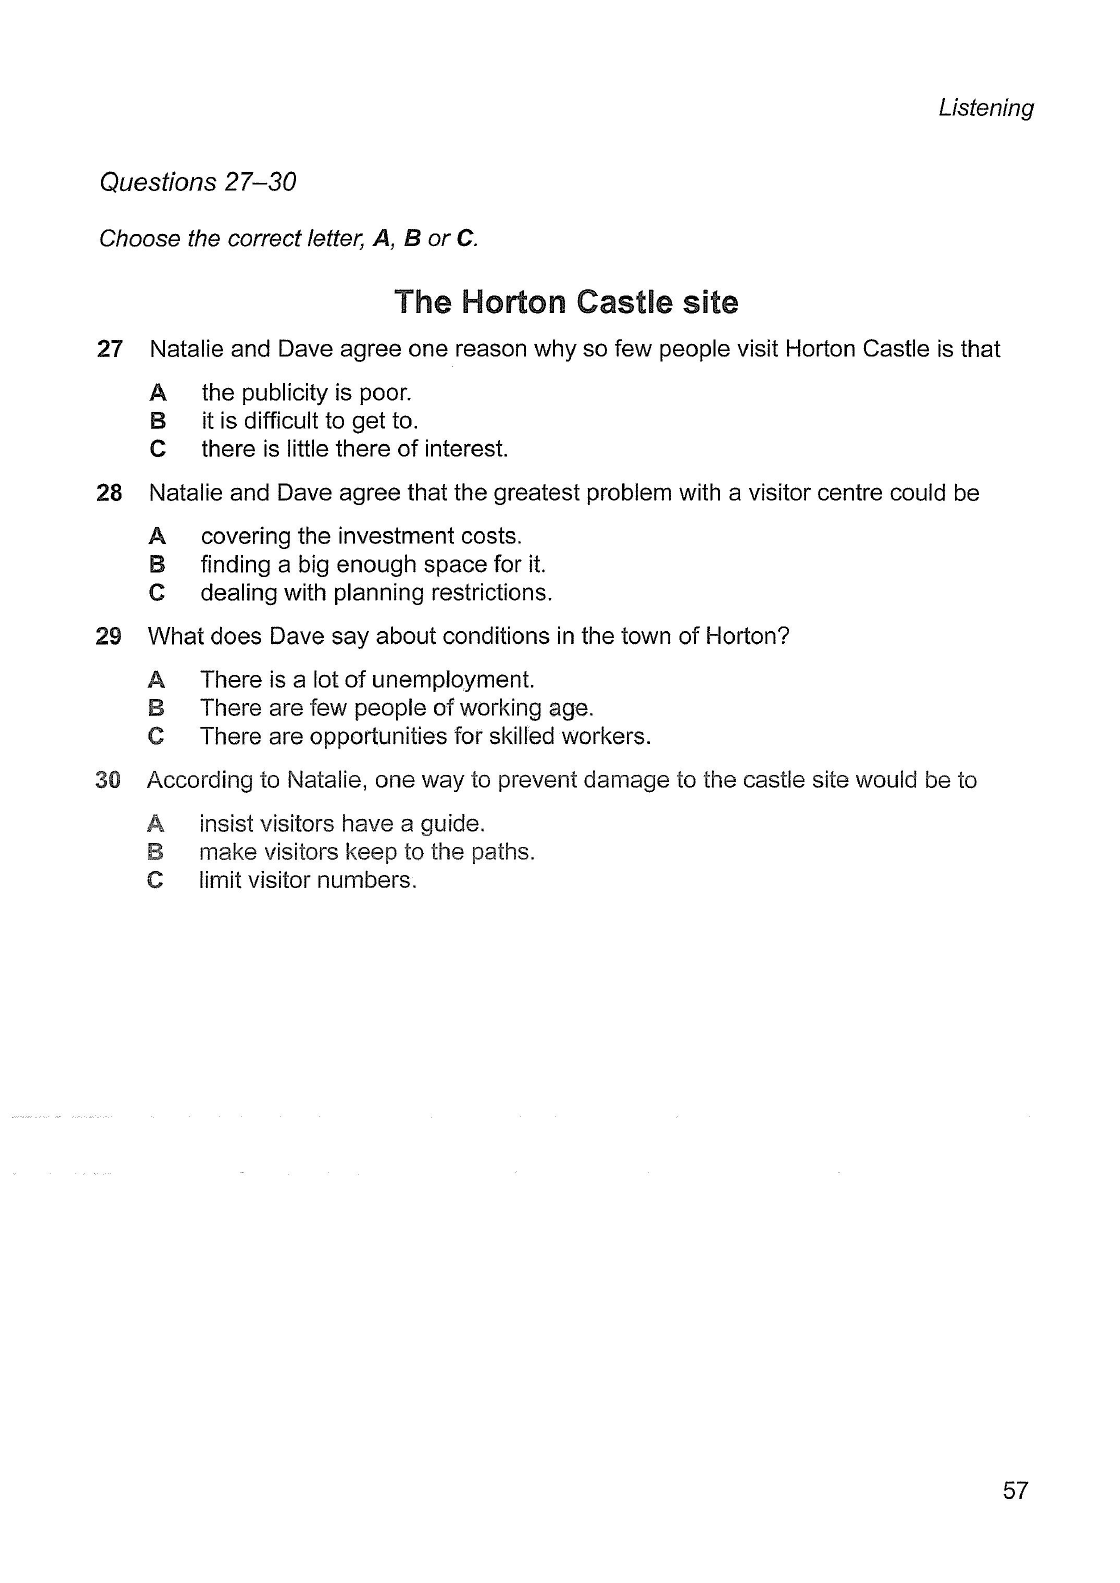 Listening
Questions 27–30
Choose the correct letter, A, B or C.
The Horton Castle site
27 Natalie and Dave agree one reason why so few people visit Horton Castle is that
A the publicity is poor.
B it is difficult to get to.
C there is little there of interest.
28 Natalie and Dave agree that the greatest problem with a visitor centre could be
A covering the investment costs.
B finding a big enough space for it.
C dealing with planning restrictions.
29 What does Dave say about conditions in the town of Horton?
A There is a lot of unemployment.
B There are few people of working age.
C There are opportunities for skilled workers.
30 According to Natalie, one way to prevent damage to the castle site would be to
A insist visitors have a guide.
B make visitors keep to the paths.
C limit visitor numbers.
57